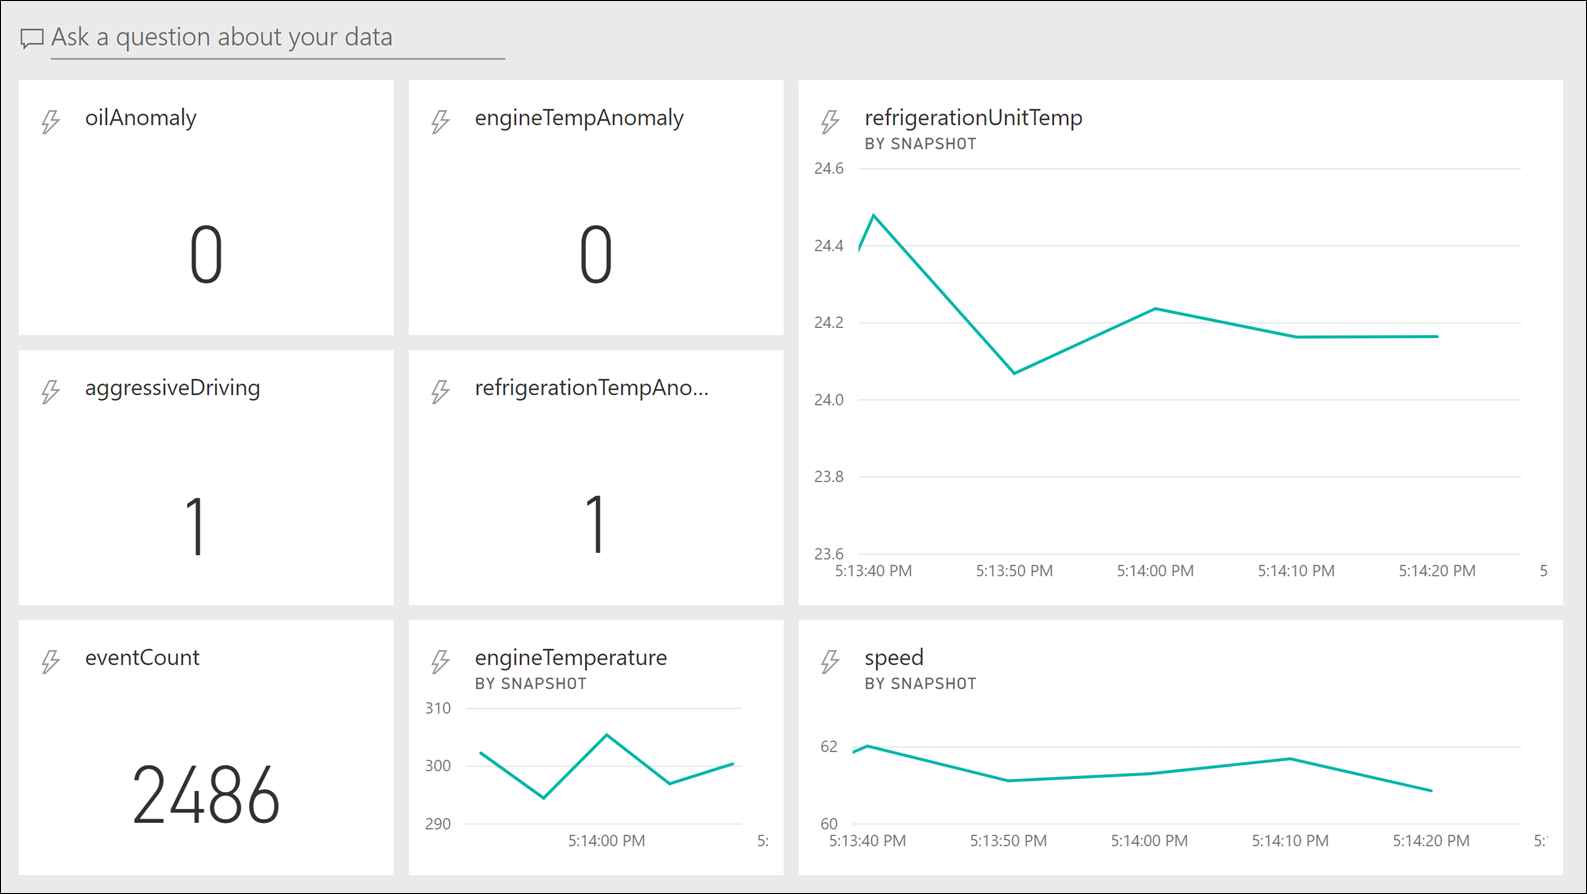 Ask a question about your data
oilAnomaly
0
engineTempAnomaly
0
refrigerationUnitTemp
BY SNAPSHOT
24.6
24.4
24.2
24.0
23.8
23.6
5:13:40 PM 5:13:50 PM 5:14:00 PM 5:14:10 PM 5:14:20 PM 5
aggressiveDriving
1
refrigerationTempAno...
1
eventCount
2486
engineTemperature
BY SNAPSHOT
310
300
290
5:14:00 PM 5:
speed
BY SNAPSHOT
62
60
5:13:40 PM 5:13:50 PM 5:14:00 PM 5:14:10 PM 5:14:20 PM 5: